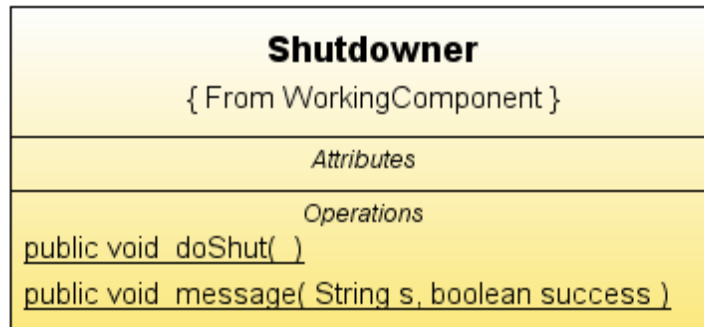 Shutdowner
{ From WorkingComponent }
Attributes
Operations
public void doShut( )
public void message( String s, boolean success )